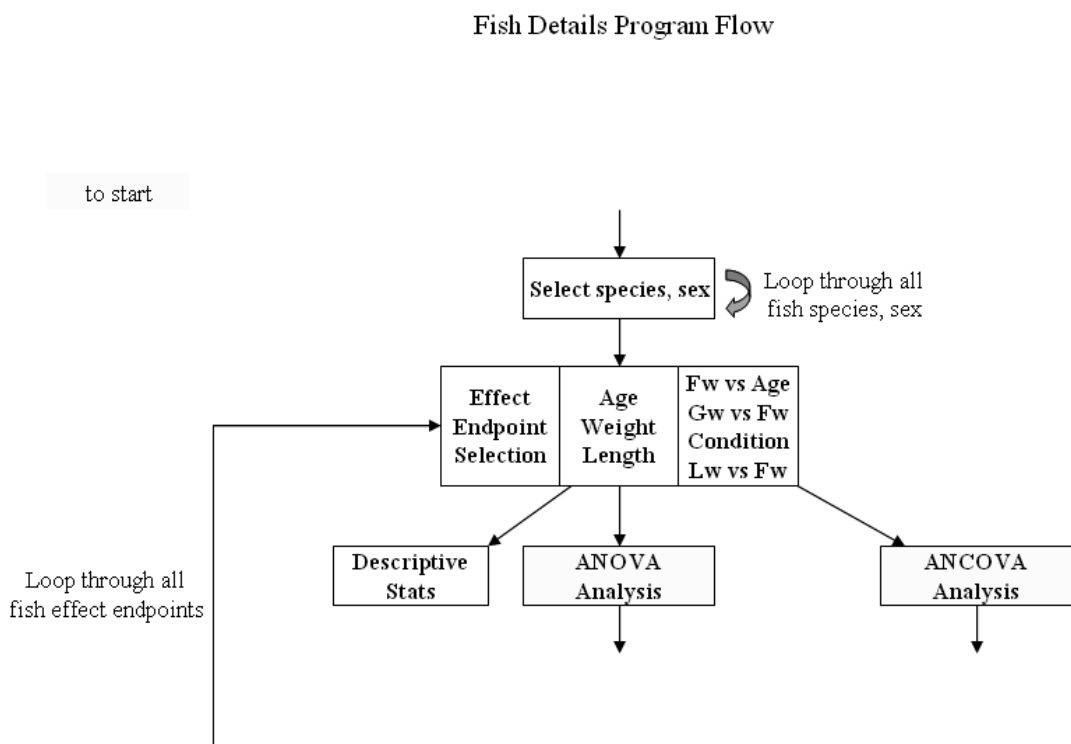 Fish Details Program Flow
to start
Select species, sex
Loop through all
fish species, sex
Effect
Endpoint
Selection
Age
Weight
Length
Fw vs Age
Gw vs Fw
Condition
Lw vs Fw
Loop through all
fish effect endpoints
Descriptive
Stats
ANOVA
Analysis
ANCOVA
Analysis